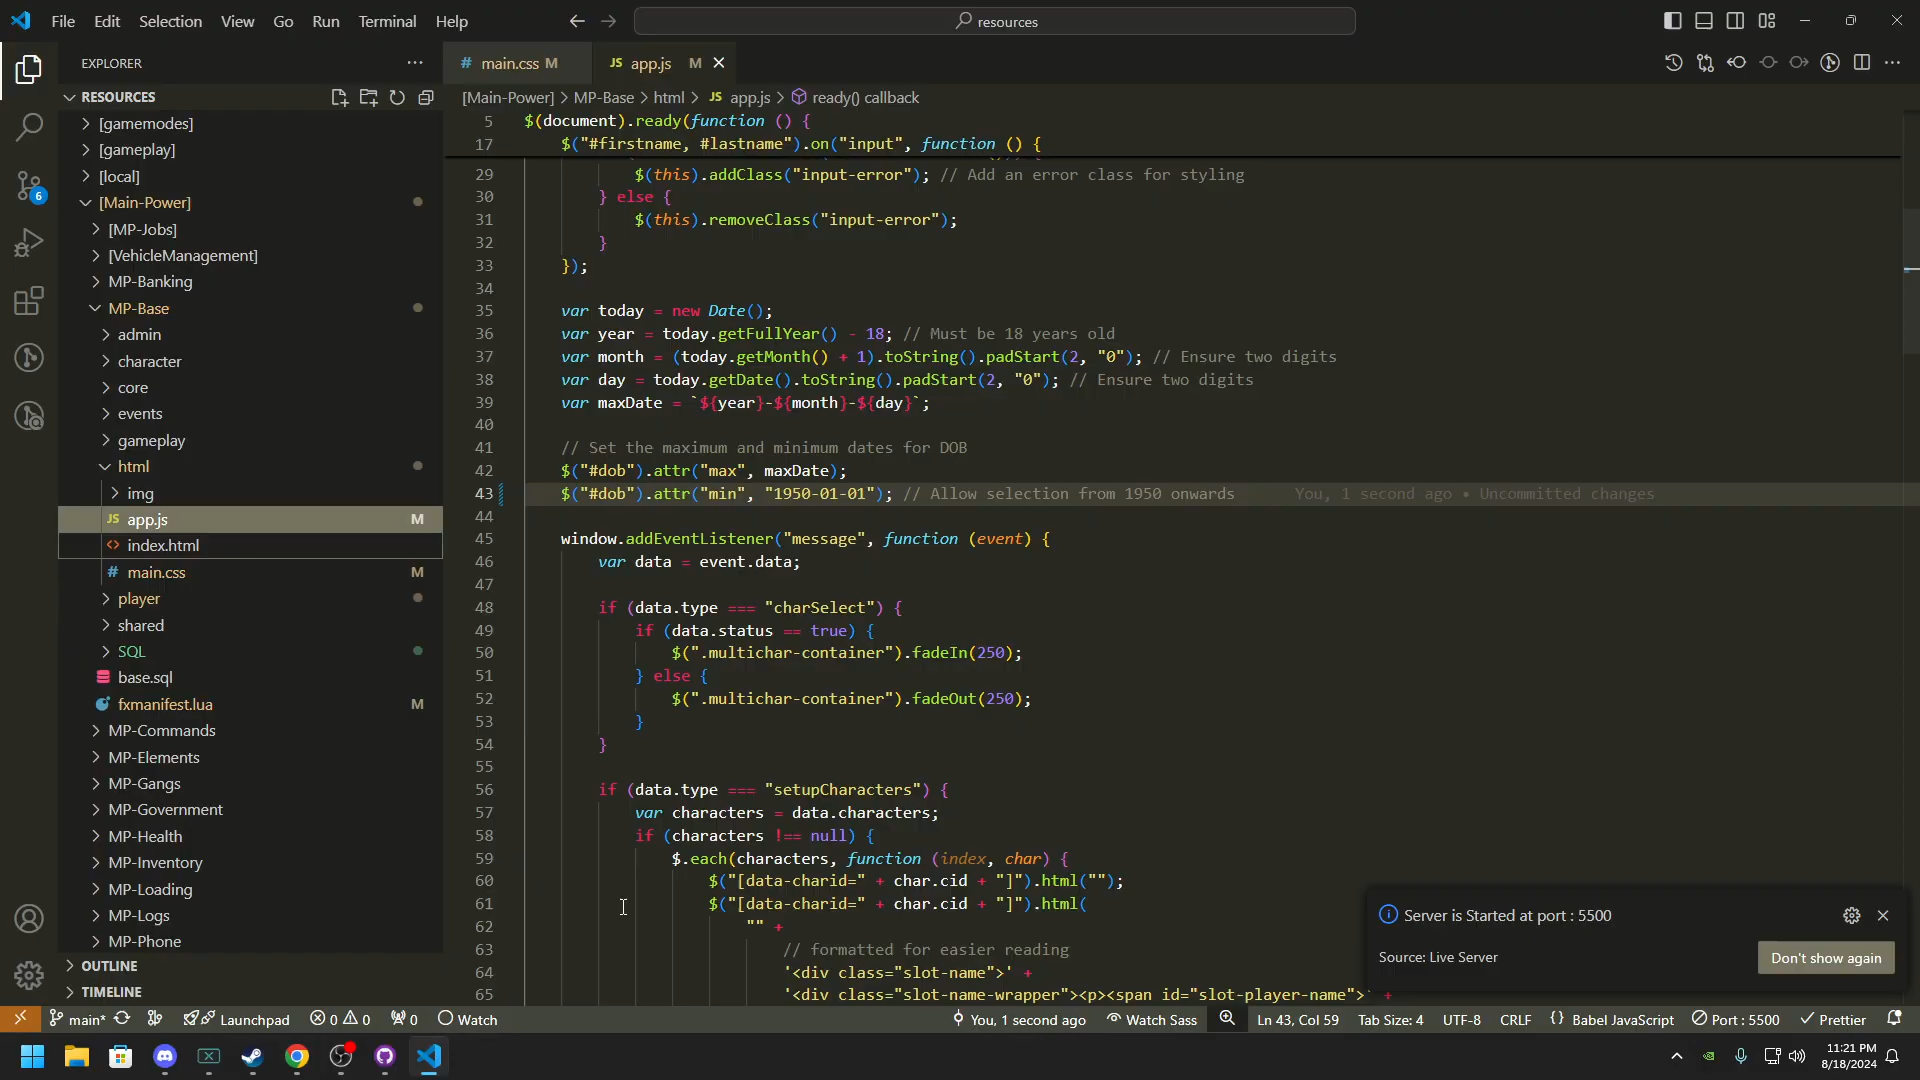 File Edit Selection View Go Run Terminal Help
resources
EXPLORER
# main.css M
JS app.js M
RESOURCES
[Main-Power] > MP-Base > html > JS app.js > ready() callback
[gamemodes]
[gameplay]
[local]
[Main-Power]
[MP-Jobs]
[VehicleManagement]
MP-Banking
MP-Base
admin
character
core
events
gameplay
html
img
JS app.js M
<> index.html
# main.css M
player
shared
SQL
base.sql
fxmanifest.lua M
MP-Commands
MP-Elements
MP-Gangs
MP-Government
MP-Health
MP-Inventory
MP-Loading
MP-Logs
MP-Phone
OUTLINE
TIMELINE
6
5 $(document).ready(function () {
17 $("#firstname, #lastname").on("input", function () {
29 $(this).addClass("input-error"); // Add an error class for styling
30 } else {
31 $(this).removeClass("input-error");
32 }
33 });
34
35 var today = new Date();
36 var year = today.getFullYear() - 18; // Must be 18 years old
37 var month = (today.getMonth() + 1).toString().padStart(2, "0"); // Ensure two digits
38 var day = today.getDate().toString().padStart(2, "0"); // Ensure two digits
39 var maxDate = `${year}-${month}-${day}`;
40
41 // Set the maximum and minimum dates for DOB
42 $("#dob").attr("max", maxDate);
43 $("#dob").attr("min", "1950-01-01"); // Allow selection from 1950 onwards You, 1 second ago • Uncommitted changes
44
45 window.addEventListener("message", function (event) {
46 var data = event.data;
47
48 if (data.type === "charSelect") {
49 if (data.status == true) {
50 $(".multichar-container").fadeIn(250);
51 } else {
52 $(".multichar-container").fadeOut(250);
53 }
54 }
55
56 if (data.type === "setupCharacters") {
57 var characters = data.characters;
58 if (characters !== null) {
59 $.each(characters, function (index, char) {
60 $("[data-charid=" + char.cid + "]").html("");
61 $("[data-charid=" + char.cid + "]").html(
62 "" +
63 // formatted for easier reading
64 '<div class="slot-name">' +
65 '<div class="slot-name-wrapper"><p><span id="slot-player-name">' +
Server is Started at port : 5500
Source: Live Server
Don't show again
main* Launchpad 0 0 0 Watch You, 1 second ago Watch Sass Ln 43, Col 59 Tab Size: 4 UTF-8 CRLF {} Babel JavaScript Port : 5500 Prettier
11:21 PM
8/18/2024